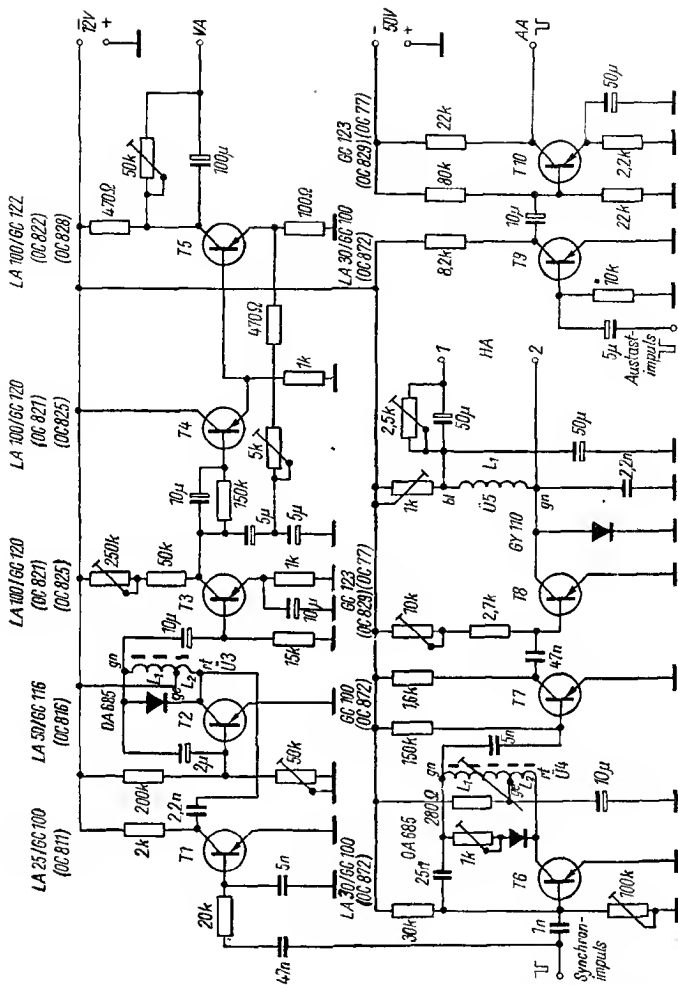 LA 25/GC 100
(OC 811)
LA 50/GC 116
(OC 816)
LA 100/GC 120
(OC 821)
(OC 825)
LA 100/GC 120
(OC 821)
(OC 825)
LA 100/GC 122
(OC 822)
(OC 828)
12V
-
+
2k
200k
2,2n
2μ
OA 685
gn
L1
ge
L2
rt
Ü3
10μ
250k
50k
10μ
150k
470Ω
50k
100μ
VA
20k
T1
T2
T3
T4
T5
47n
5n
50k
15k
10μ
1k
5μ
5μ
5k
470Ω
1k
100Ω
LA 30/GC 100
(OC 872)
GC 100
(OC 872)
GC 123
(OC 829)(OC 77)
LA 30/GC 100
(OC 872)
GC 123
(OC 829)(OC 77)
50V
-
+
30k
25n
OA 685
1k
280Ω
gn
L1
ge
L2
rt
Ü4
5n
150k
1,6k
47n
10k
2,7k
GY 110
1k
bl
L1
Ü5
gn
2,5k
50μ
1
HA
2
8,2k
10μ
80k
22k
AA
T6
T7
T8
T9
T10
1n
Synchron-
impuls
100k
10μ
2,2n
50μ
5μ
Austast-
impuls
10k
22k
2,2k
50μ